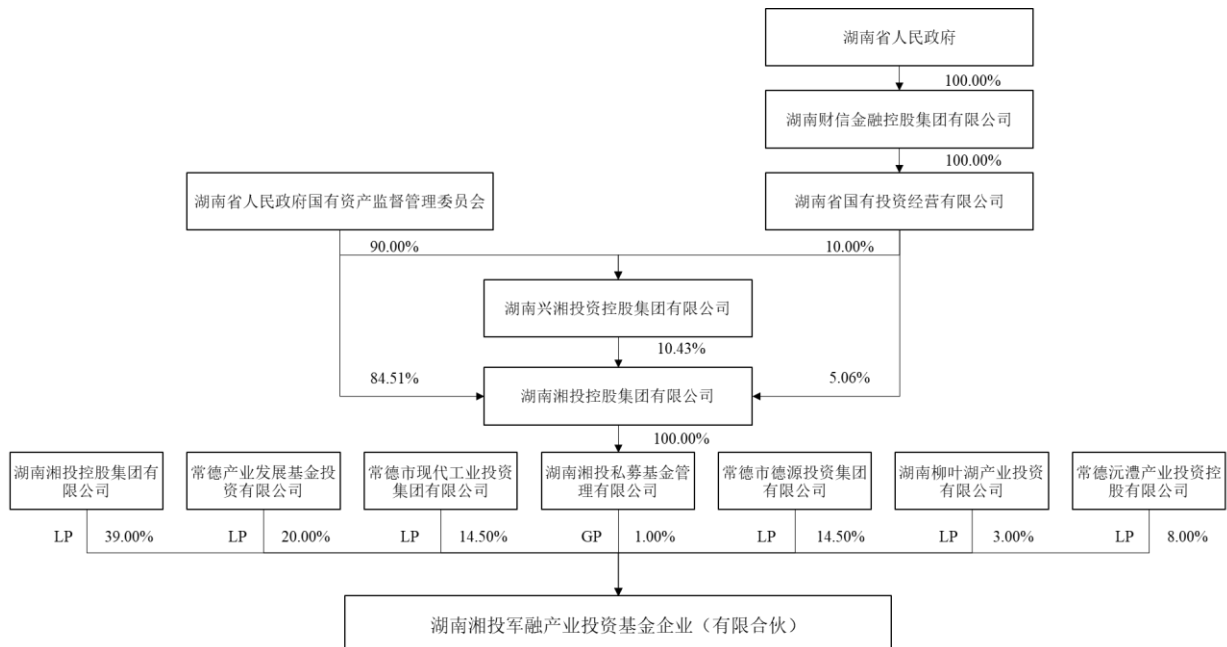 湖南省人民政府
100.00%
湖南财信金融控股集团有限公司
100.00%
湖南省人民政府国有资产监督管理委员会
湖南省国有投资经营有限公司
90.00%
10.00%
湖南兴湘投资控股集团有限公司
10.43%
84.51%
5.06%
湖南湘投控股集团有限公司
100.00%
湖南湘投控股集团有
限公司
常德产业发展基金投
资有限公司
常德市现代工业投资
集团有限公司
湖南湘投私募基金管
理有限公司
常德市德源投资集团
有限公司
湖南柳叶湖产业投资
有限公司
常德沅澧产业投资控
股有限公司
LP 39.00%
LP 20.00%
LP 14.50%
GP 1.00%
LP 14.50%
LP 3.00%
LP 8.00%
湖南湘投军融产业投资基金企业（有限合伙）